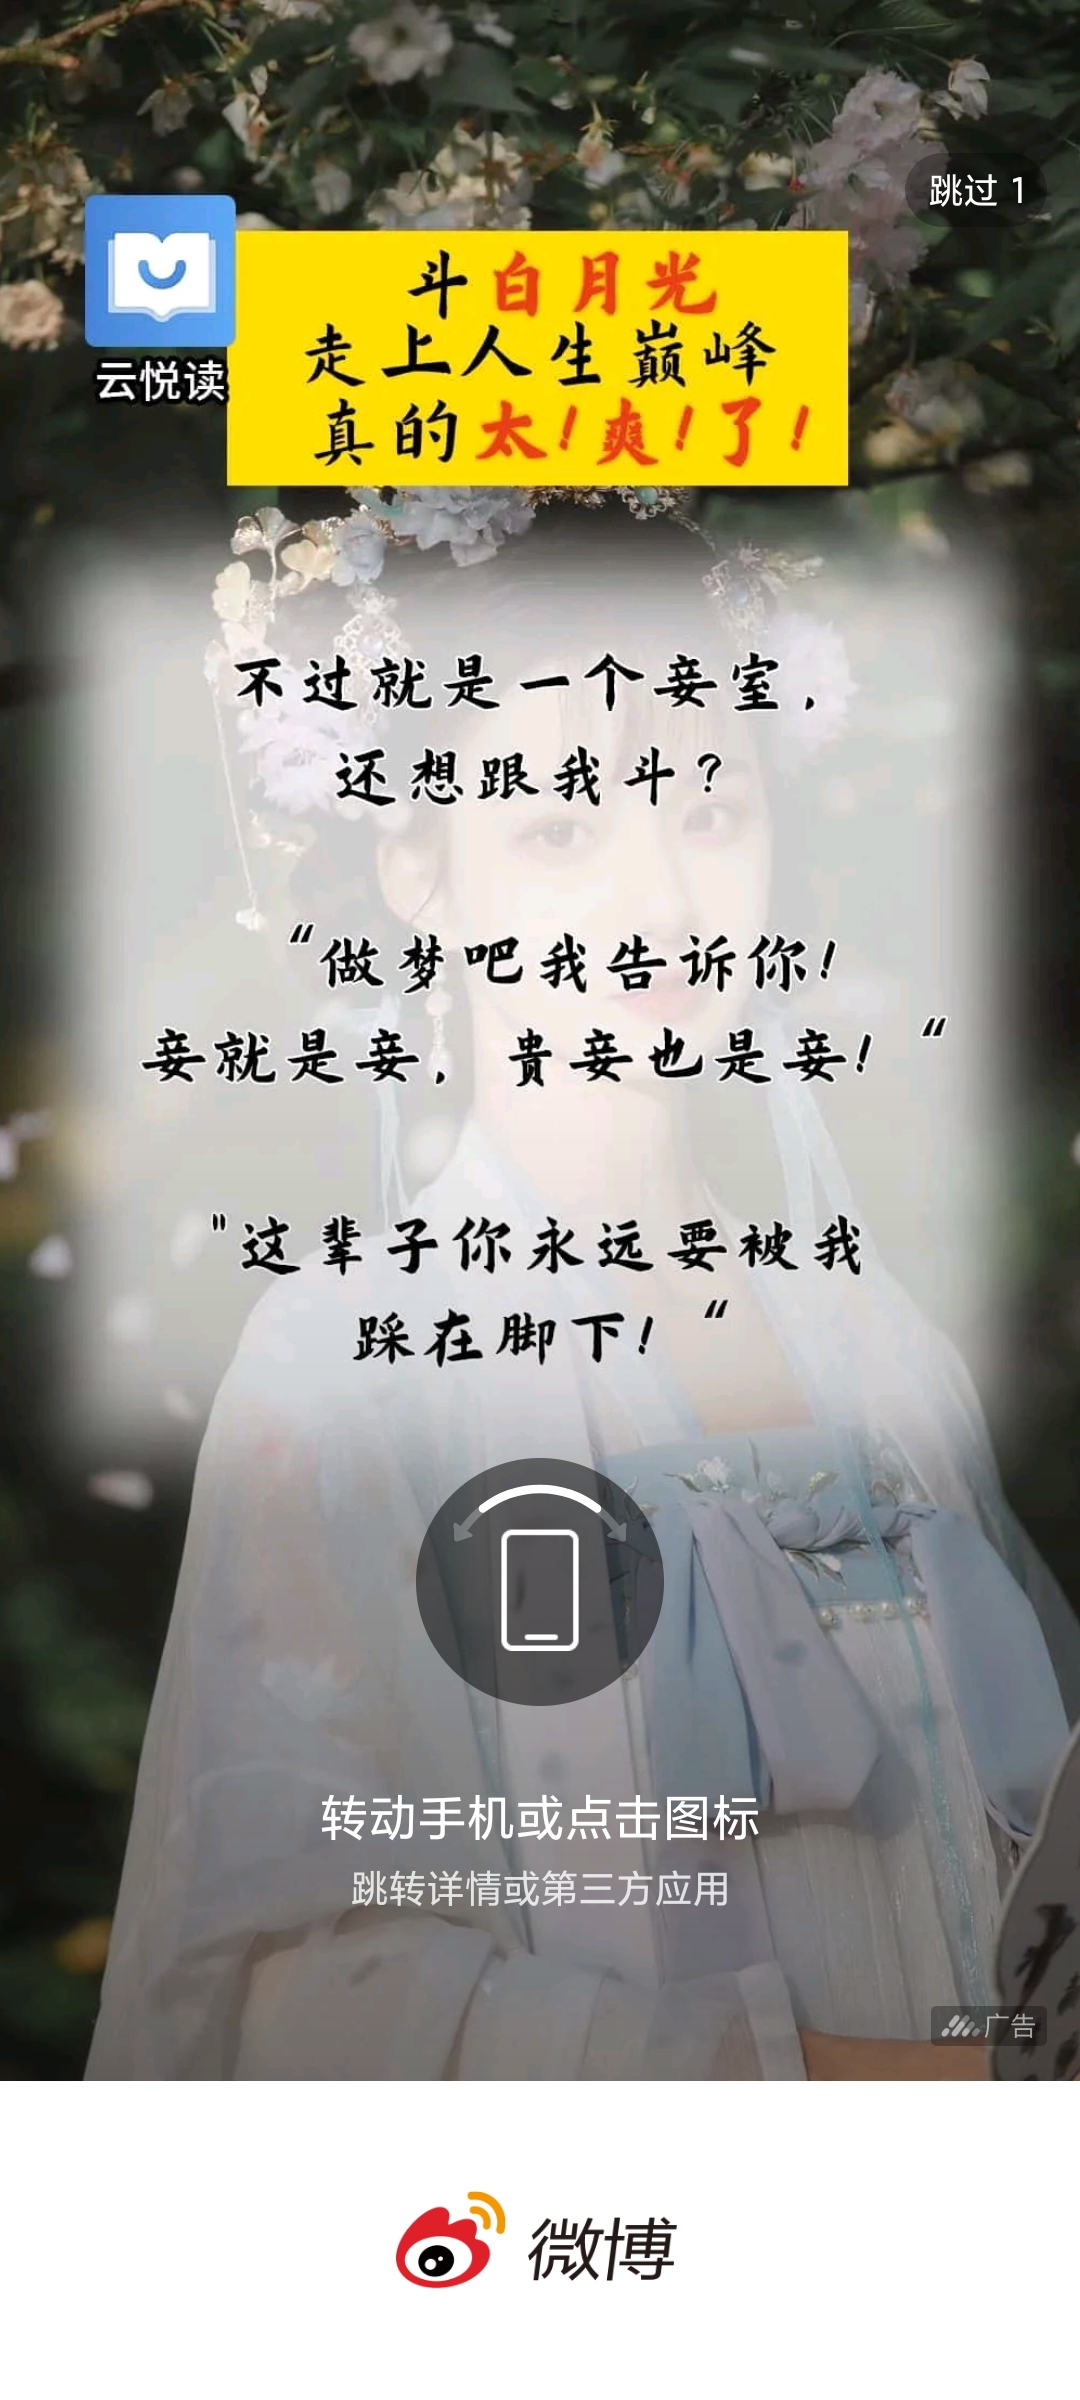 跳过 1
云悦读
斗白月光
走上人生巅峰
真的太!爽!了!
不过就是一个妾室，
还想跟我斗？
“做梦吧我告诉你!
妾就是妾，贵妾也是妾!“
"这辈子你永远要被我
踩在脚下!“
转动手机或点击图标
跳转详情或第三方应用
广告
微博